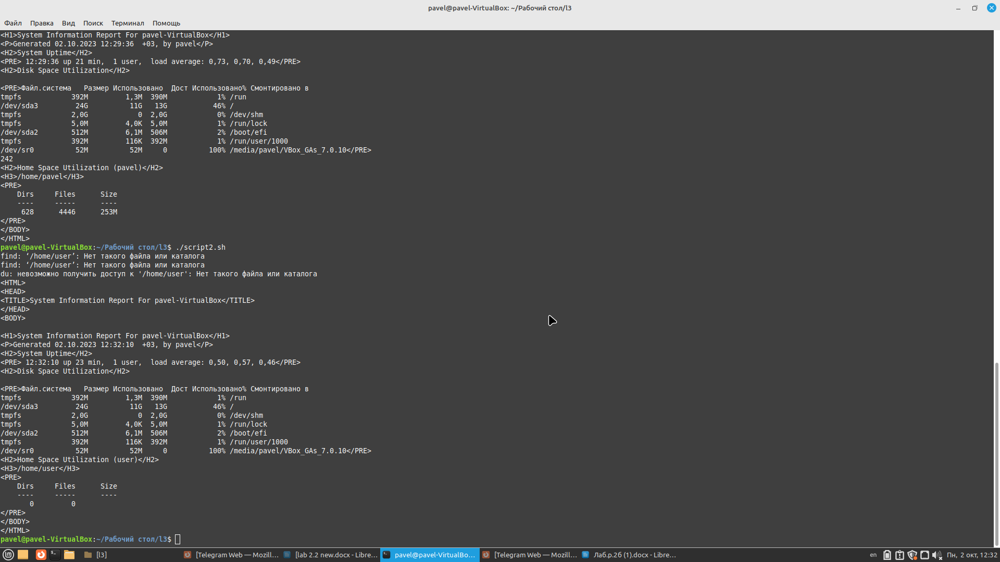 pavel@pavel-VirtualBox: ~/Рабочий стол/l3
Файл Правка Вид Поиск Терминал Помощь
<H1>System Information Report For pavel-VirtualBox</H1>
<P>Generated 02.10.2023 12:29:36  +03, by pavel</P>
<H2>System Uptime</H2>
<PRE> 12:29:36 up 21 min,  1 user,  load average: 0,73, 0,70, 0,49</PRE>
<H2>Disk Space Utilization</H2>
<PRE>Файл.система   Размер Использовано  Дост Использовано% Смонтировано в
tmpfs            392M         1,3M  390M            1% /run
/dev/sda3         24G          11G   13G           46% /
tmpfs            2,0G            0  2,0G            0% /dev/shm
tmpfs            5,0M         4,0K  5,0M            1% /run/lock
/dev/sda2        512M         6,1M  506M            2% /boot/efi
tmpfs            392M         116K  392M            1% /run/user/1000
/dev/sr0          52M          52M     0          100% /media/pavel/VBox_GAs_7.0.10</PRE>
242
<H2>Home Space Utilization (pavel)</H2>
<H3>/home/pavel</H3>
<PRE>
    Dirs     Files      Size
    ----     -----      ----
     628      4446      253M
</PRE>
</BODY>
</HTML>
pavel@pavel-VirtualBox:~/Рабочий стол/l3$ ./script2.sh
find: ‘/home/user’: Нет такого файла или каталога
find: ‘/home/user’: Нет такого файла или каталога
du: невозможно получить доступ к '/home/user': Нет такого файла или каталога
<HTML>
<HEAD>
<TITLE>System Information Report For pavel-VirtualBox</TITLE>
</HEAD>
<BODY>
<H1>System Information Report For pavel-VirtualBox</H1>
<P>Generated 02.10.2023 12:32:10  +03, by pavel</P>
<H2>System Uptime</H2>
<PRE> 12:32:10 up 23 min,  1 user,  load average: 0,50, 0,57, 0,46</PRE>
<H2>Disk Space Utilization</H2>
<PRE>Файл.система   Размер Использовано  Дост Использовано% Смонтировано в
tmpfs            392M         1,3M  390M            1% /run
/dev/sda3         24G          11G   13G           46% /
tmpfs            2,0G            0  2,0G            0% /dev/shm
tmpfs            5,0M         4,0K  5,0M            1% /run/lock
/dev/sda2        512M         6,1M  506M            2% /boot/efi
tmpfs            392M         116K  392M            1% /run/user/1000
/dev/sr0          52M          52M     0          100% /media/pavel/VBox_GAs_7.0.10</PRE>
<H2>Home Space Utilization (user)</H2>
<H3>/home/user</H3>
<PRE>
    Dirs     Files      Size
    ----     -----      ----
       0         0
</PRE>
</BODY>
</HTML>
pavel@pavel-VirtualBox:~/Рабочий стол/l3$
[l3] [Telegram Web — Mozill... [lab 2.2 new.docx - Libre... pavel@pavel-VirtualBo... [Telegram Web — Mozill... Лаб.р.2б (1).docx - Libre... en Пн, 2 окт, 12:32